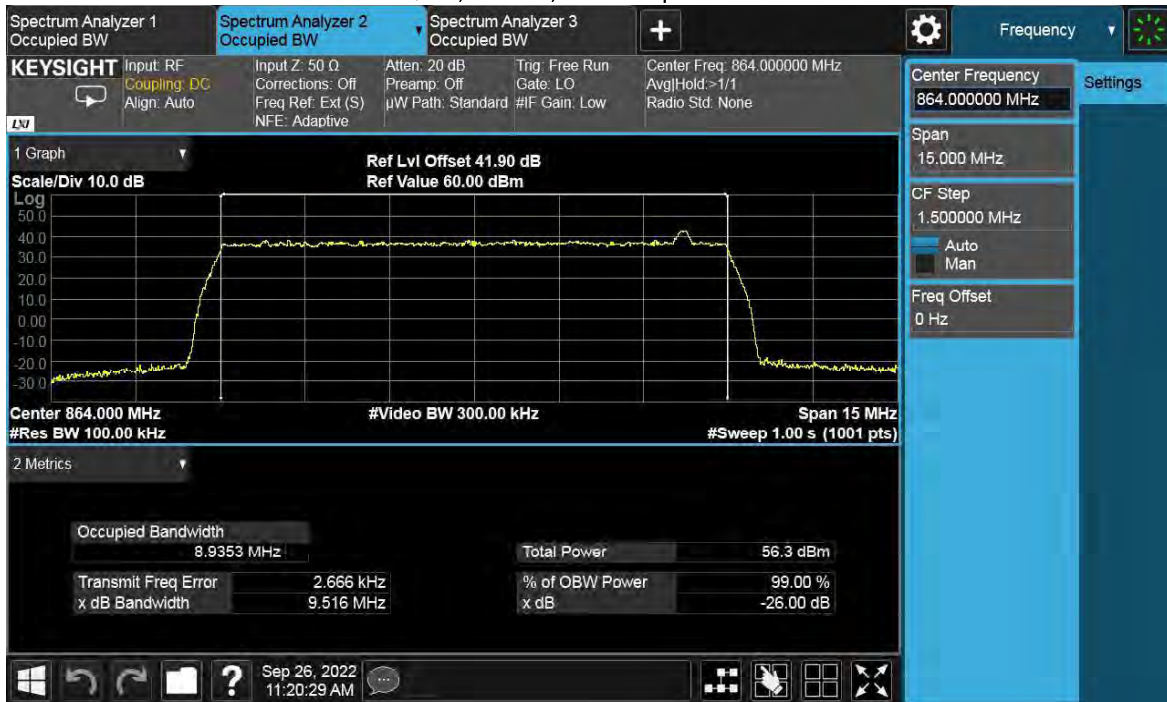 Spectrum Analyzer 1
Occupied BW
Spectrum Analyzer 2
Occupied BW
Spectrum Analyzer 3
Occupied BW
+
Frequency
KEYSIGHT
LXI
Input: RF
Coupling: DC
Align: Auto
Input Z: 50 Ω
Corrections: Off
Freq Ref: Ext (S)
NFE: Adaptive
Atten: 20 dB
Preamp: Off
µW Path: Standard
Trig: Free Run
Gate: LO
#IF Gain: Low
Center Freq: 864.000000 MHz
Avg|Hold:>1/1
Radio Std: None
Center Frequency
864.000000 MHz
Settings
Span
15.000 MHz
CF Step
1.500000 MHz
Auto
Man
Freq Offset
0 Hz
1 Graph
Scale/Div 10.0 dB
Ref Lvl Offset 41.90 dB
Ref Value 60.00 dBm
Log
50.0
40.0
30.0
20.0
10.0
0.00
-10.0
-20.0
-30.0
Center 864.000 MHz
#Video BW 300.00 kHz
Span 15 MHz
#Res BW 100.00 kHz
#Sweep 1.00 s (1001 pts)
2 Metrics
Occupied Bandwidth
8.9353 MHz
Total Power 56.3 dBm
Transmit Freq Error 2.666 kHz
% of OBW Power 99.00 %
x dB Bandwidth 9.516 MHz
x dB -26.00 dB
?
Sep 26, 2022
11:20:29 AM